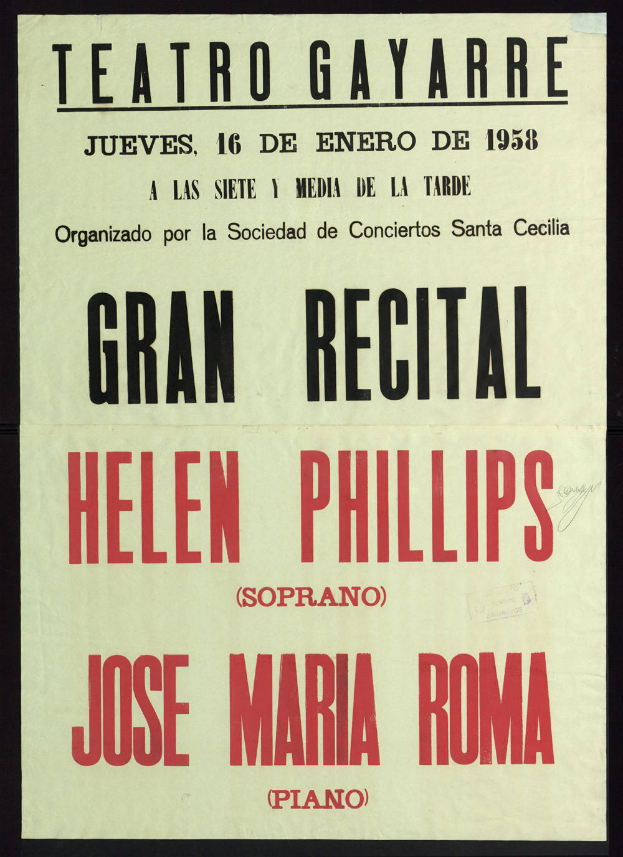 TEATRO GAYARRE
JUEVES, 16 DE ENERO DE 1958
A LAS SIETE Y MEDIA DE LA TARDE
Organizado por la Sociedad de Conciertos Santa Cecilia
GRAN RECITAL
HELEN PHILLIPS
(SOPRANO)
JOSE MARIA ROMA
(PIANO)